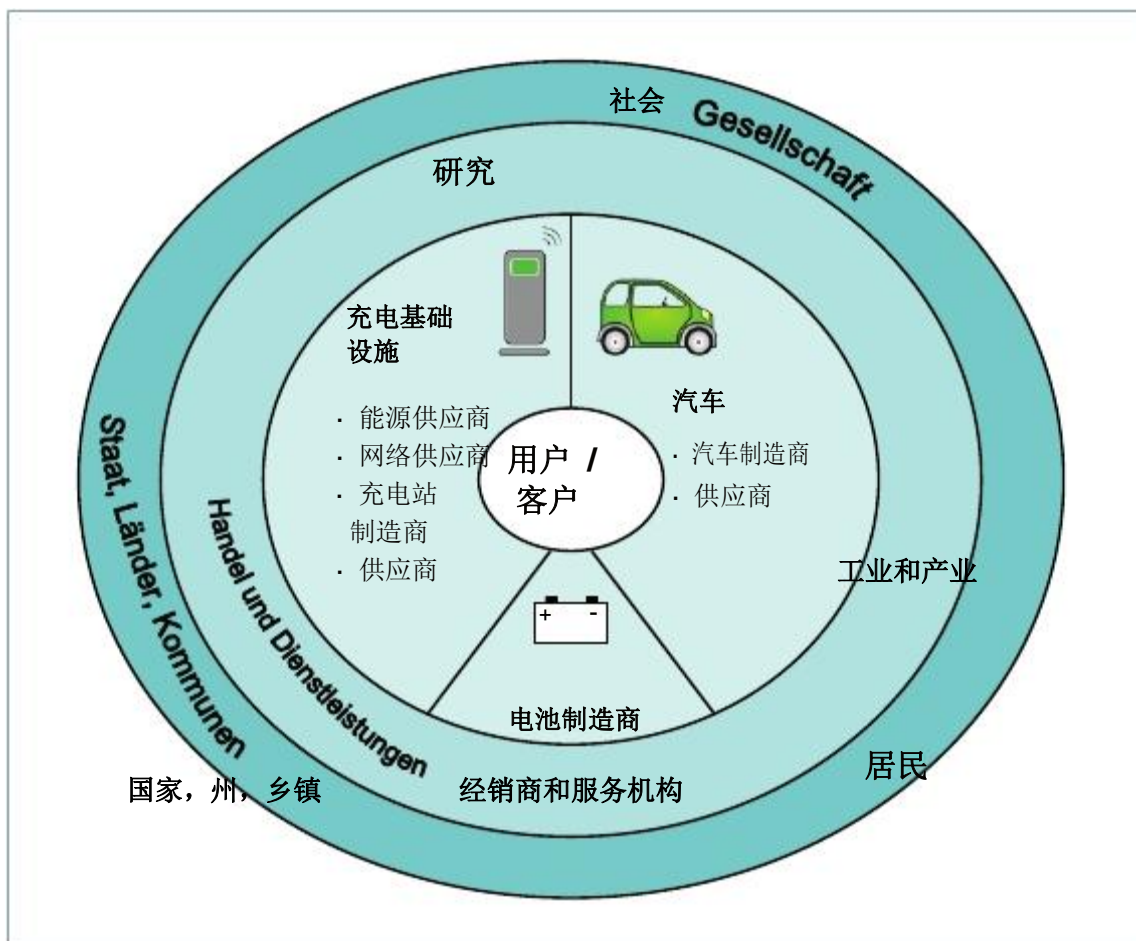 社会
Gesellschaft
研究
充电基础
设施
汽车
· 能源供应商
· 网络供应商
· 充电站
制造商
· 供应商
用户 /
客户
· 汽车制造商
· 供应商
Staat, Länder, Kommunen
Handel und Dienstleistungen
工业和产业
+ -
电池制造商
居民
国家，州，乡镇
经销商和服务机构